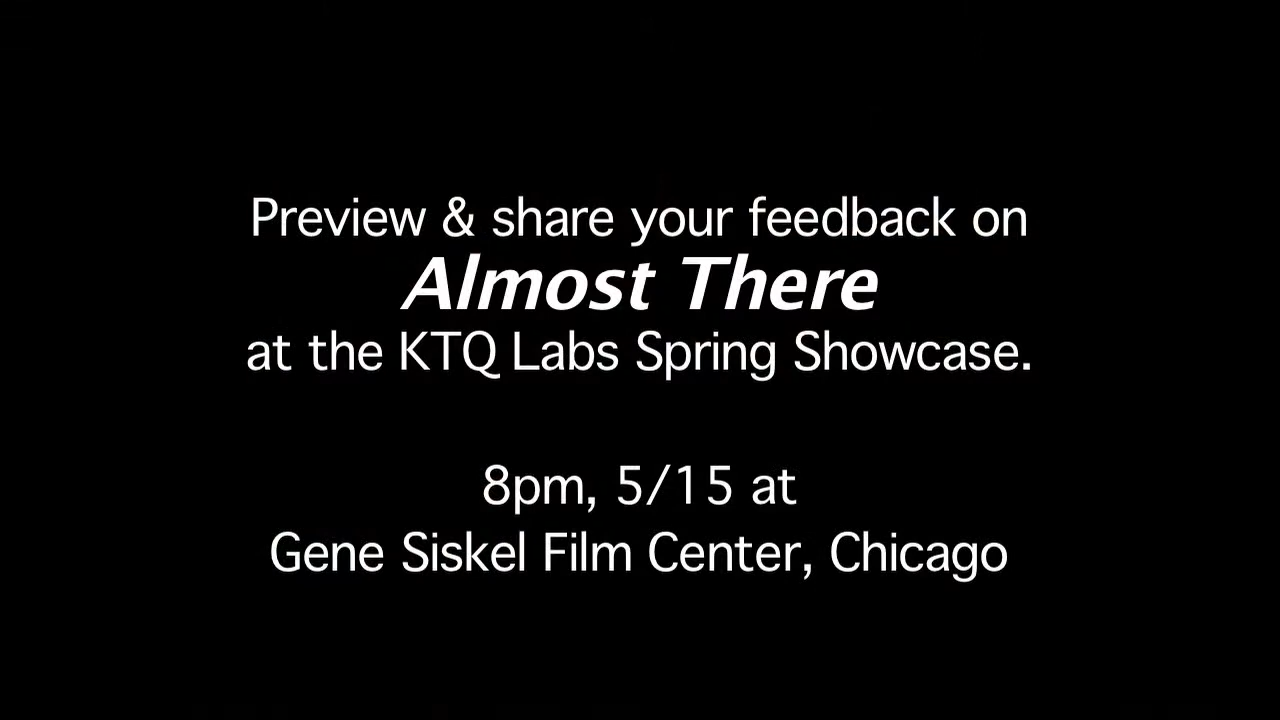 Preview & share your feedback on
Almost There
at the KTQ Labs Spring Showcase.
8pm, 5/15 at
Gene Siskel Film Center, Chicago